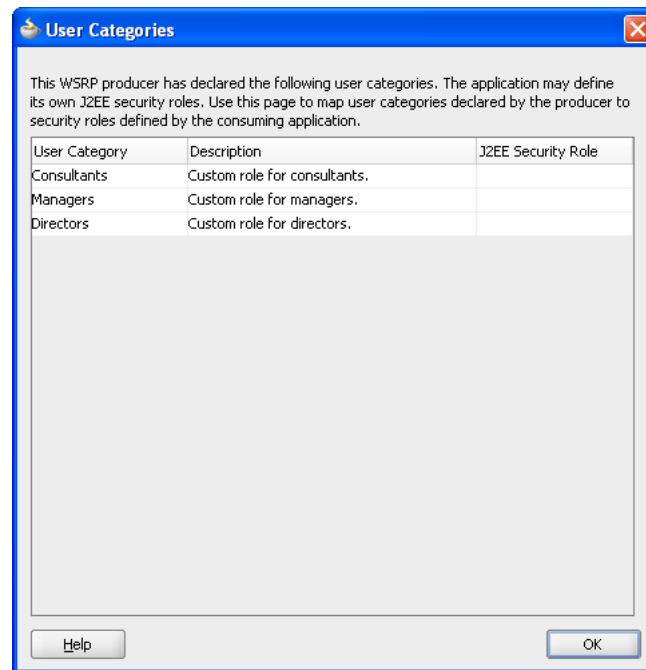 User Categories
This WSRP producer has declared the following user categories. The application may define
its own J2EE security roles. Use this page to map user categories declared by the producer to
security roles defined by the consuming application.
User Category Description J2EE Security Role
Consultants Custom role for consultants.
Managers Custom role for managers.
Directors Custom role for directors.
Help OK